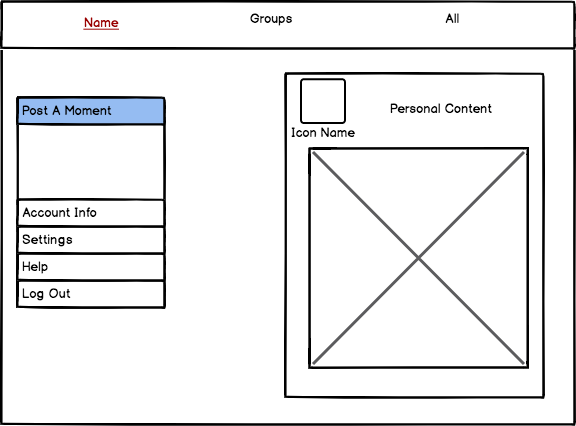 Name
Groups
All
Post A Moment
Account Info
Settings
Help
Log Out
Personal Content
Icon Name